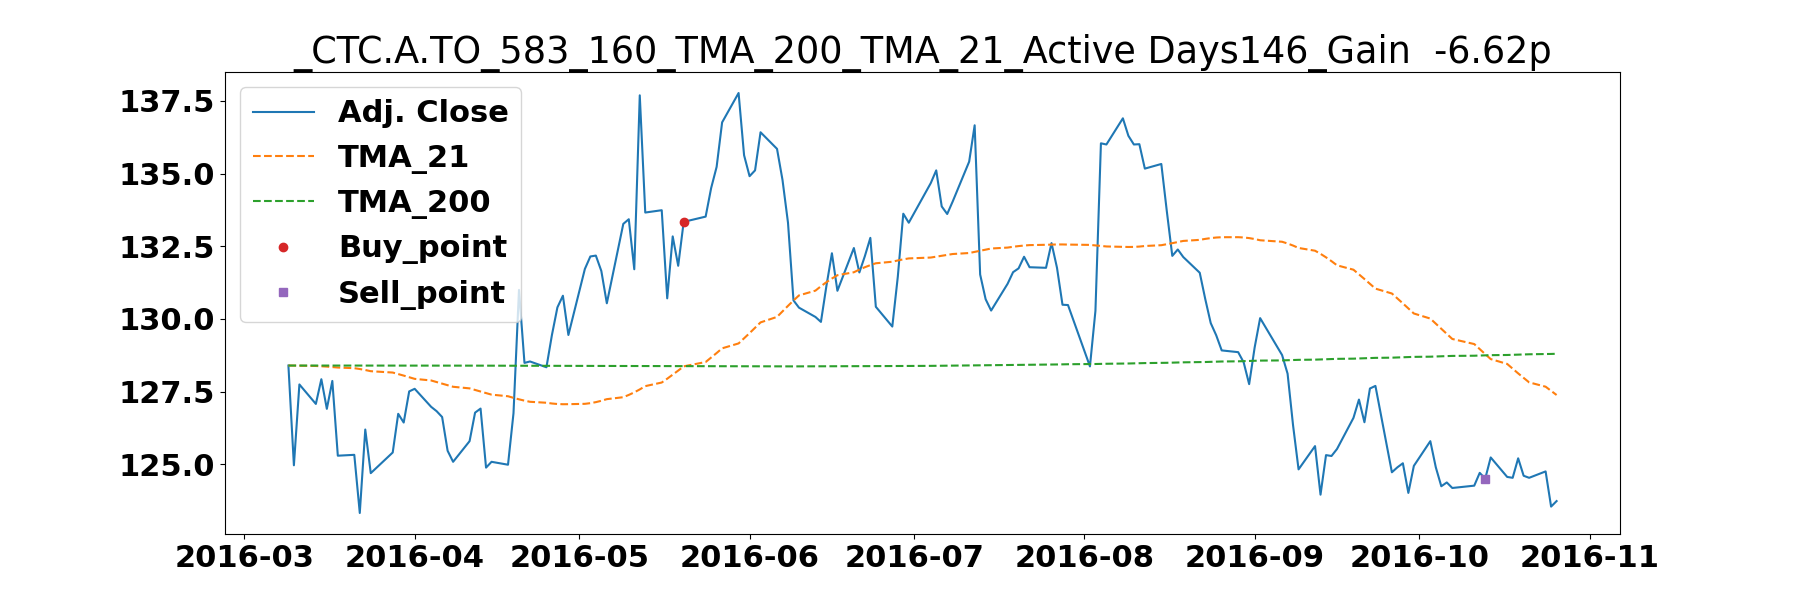 _CTC.A.TO_583_160_TMA_200_TMA_21_Active Days146_Gain  -6.62p
137.5
135.0
132.5
130.0
127.5
125.0
Adj. Close
TMA_21
TMA_200
Buy_point
Sell_point
2016-03 2016-04 2016-05 2016-06 2016-07 2016-08 2016-09 2016-10 2016-11